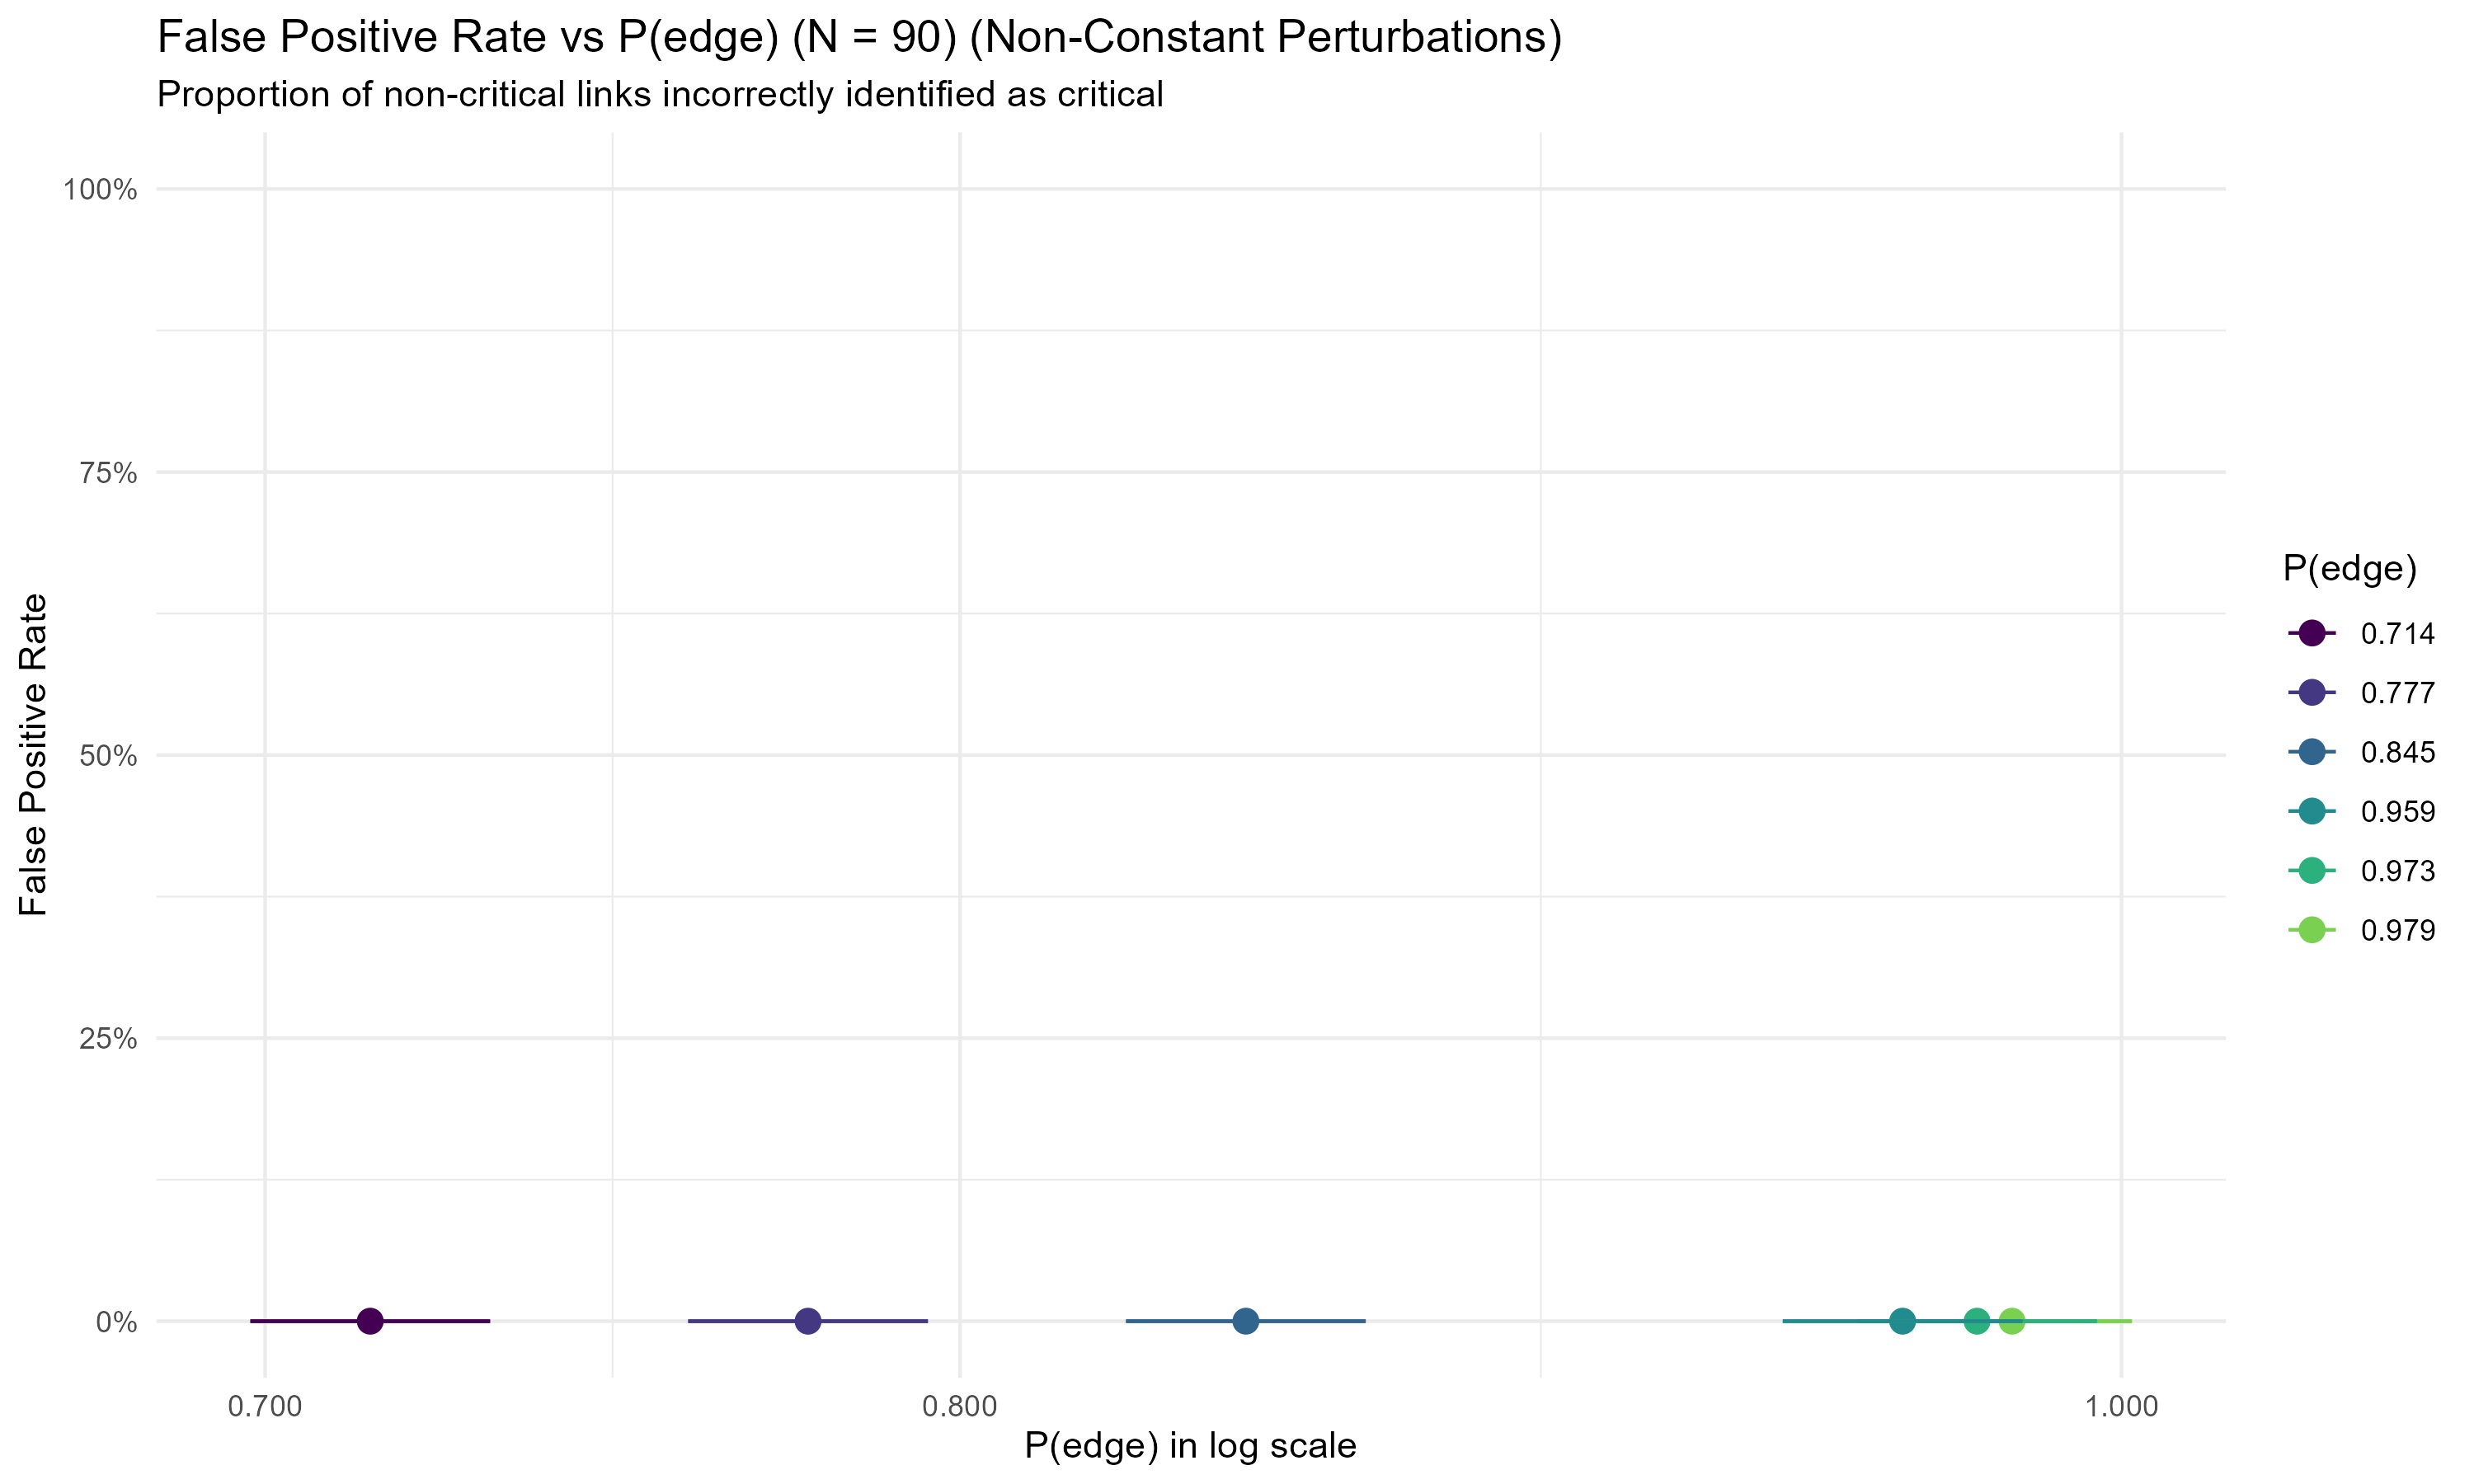 False Positive Rate vs P(edge) (N = 90) (Non-Constant Perturbations)
Proportion of non-critical links incorrectly identified as critical
False Positive Rate
100%
75%
50%
25%
0%
0.700
0.800
1.000
P(edge) in log scale
P(edge)
0.714
0.777
0.845
0.959
0.973
0.979